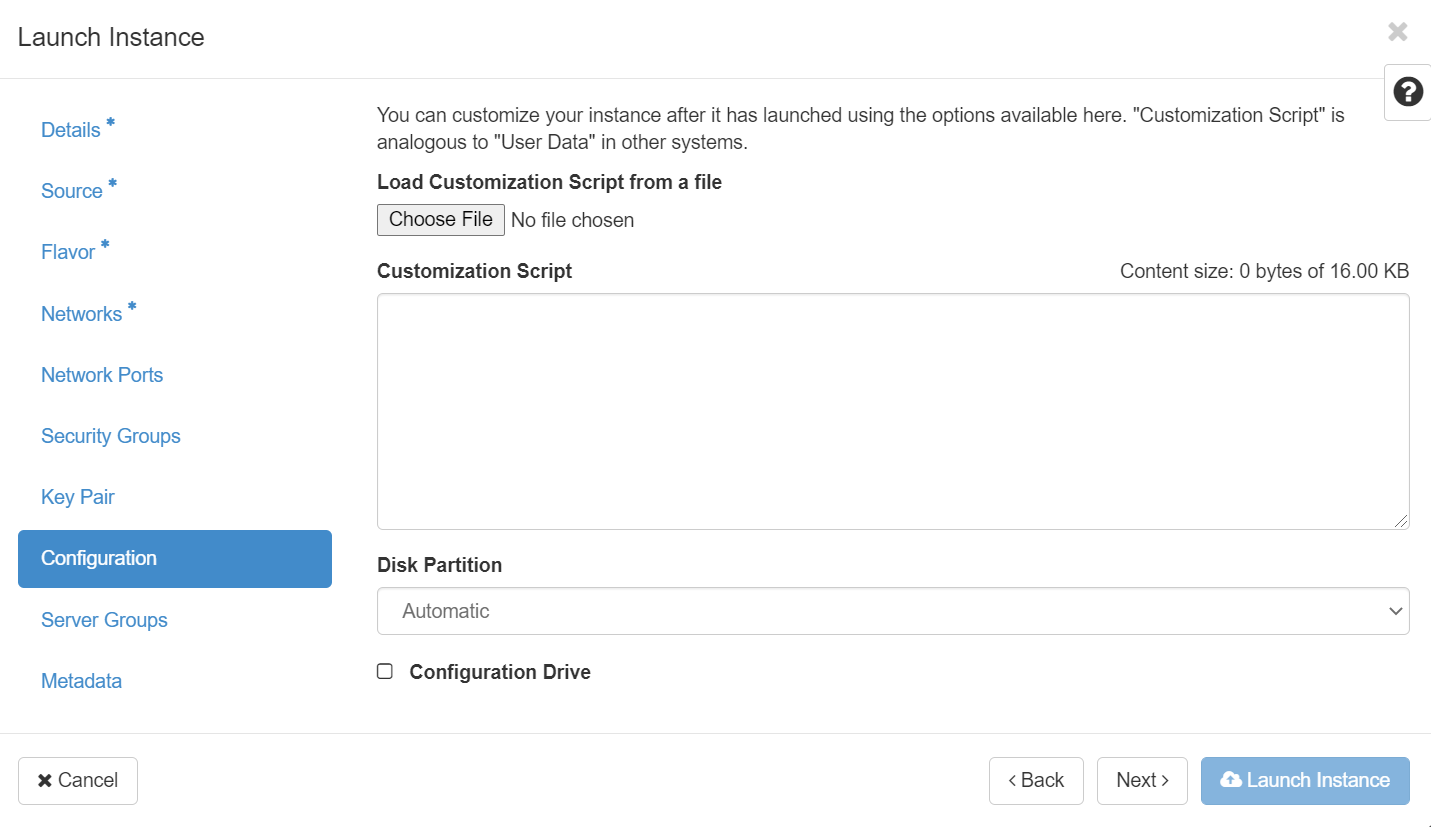 Launch Instance
Details *
Source *
Flavor *
Networks *
Network Ports
Security Groups
Key Pair
Configuration
Server Groups
Metadata
You can customize your instance after it has launched using the options available here. "Customization Script" is
analogous to "User Data" in other systems.
Load Customization Script from a file
Choose File No file chosen
Customization Script Content size: 0 bytes of 16.00 KB
Disk Partition
Automatic
Configuration Drive
Cancel
Back
Next
Launch Instance